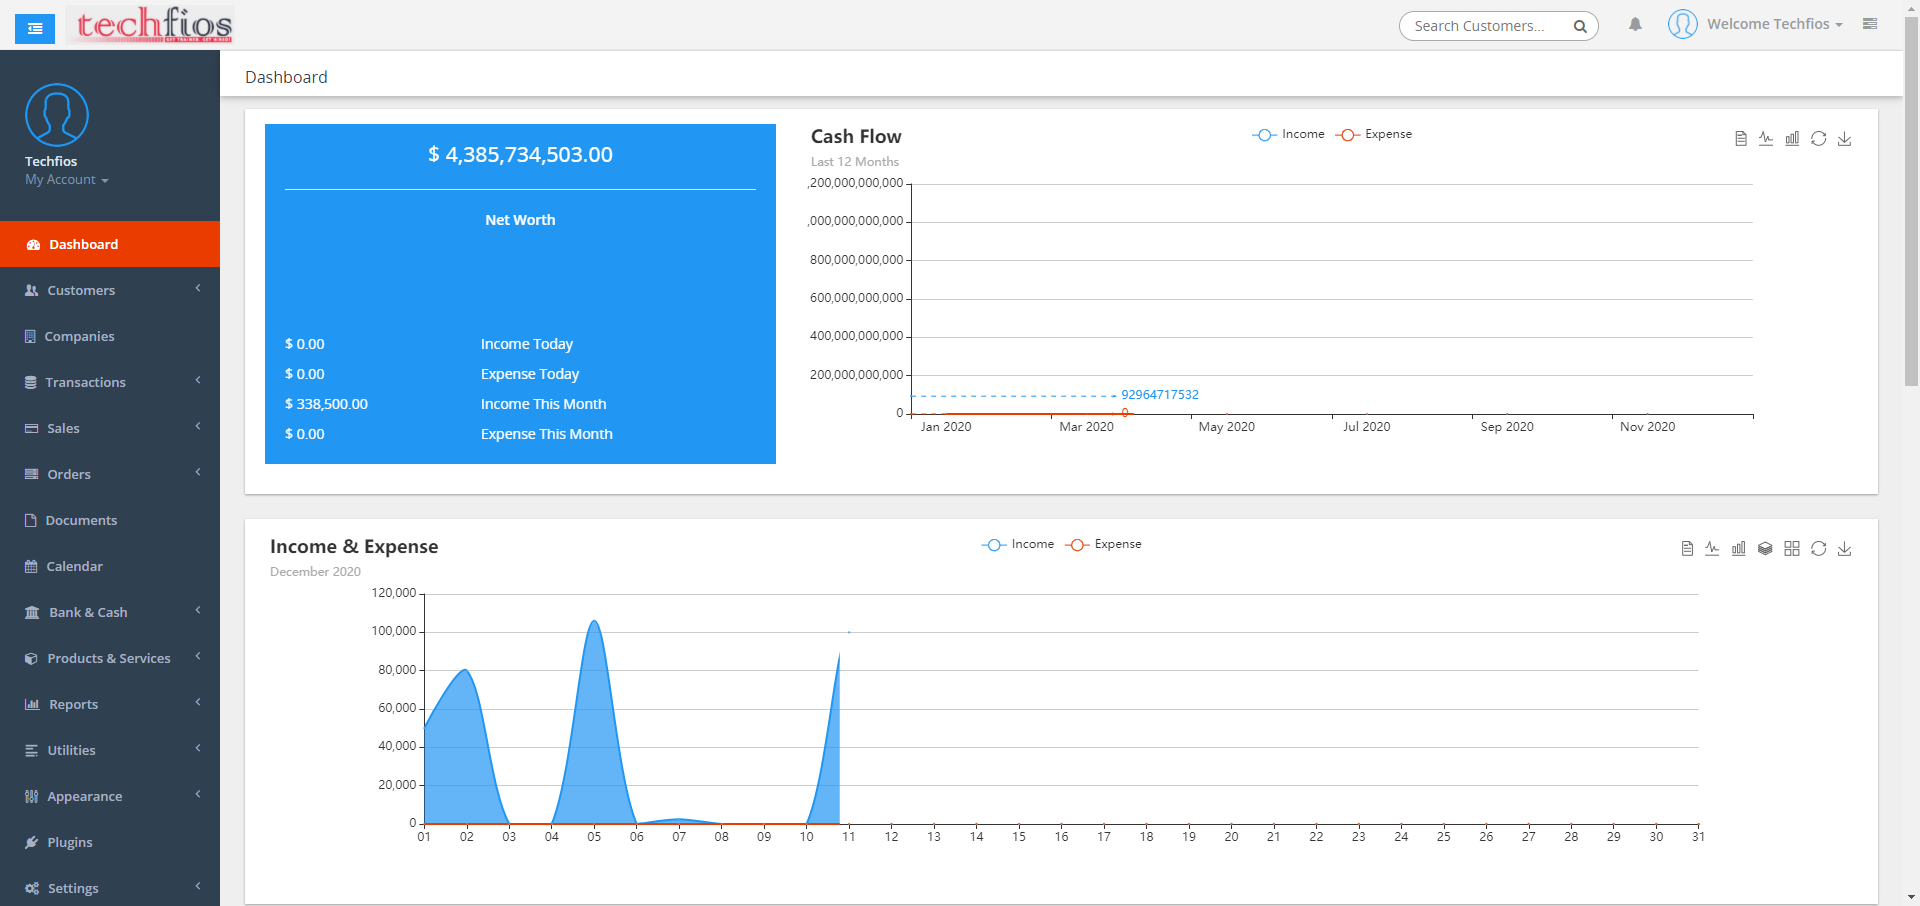 techfios
GET TRAINED. GET HIRED!
Search Customers...
Welcome Techfios
Techfios
My Account
Dashboard
Customers
Companies
Transactions
Sales
Orders
Documents
Calendar
Bank & Cash
Products & Services
Reports
Utilities
Appearance
Plugins
Settings
Dashboard
$ 4,385,734,503.00
Net Worth
$ 0.00 Income Today
$ 0.00 Expense Today
$ 338,500.00 Income This Month
$ 0.00 Expense This Month
Cash Flow
Last 12 Months
Income Expense
,200,000,000,000
,000,000,000,000
800,000,000,000
600,000,000,000
400,000,000,000
200,000,000,000
92964717532
0 0
Jan 2020 Mar 2020 May 2020 Jul 2020 Sep 2020 Nov 2020
Income & Expense
December 2020
Income Expense
120,000
100,000
80,000
60,000
40,000
20,000
0
01 02 03 04 05 06 07 08 09 10 11 12 13 14 15 16 17 18 19 20 21 22 23 24 25 26 27 28 29 30 31